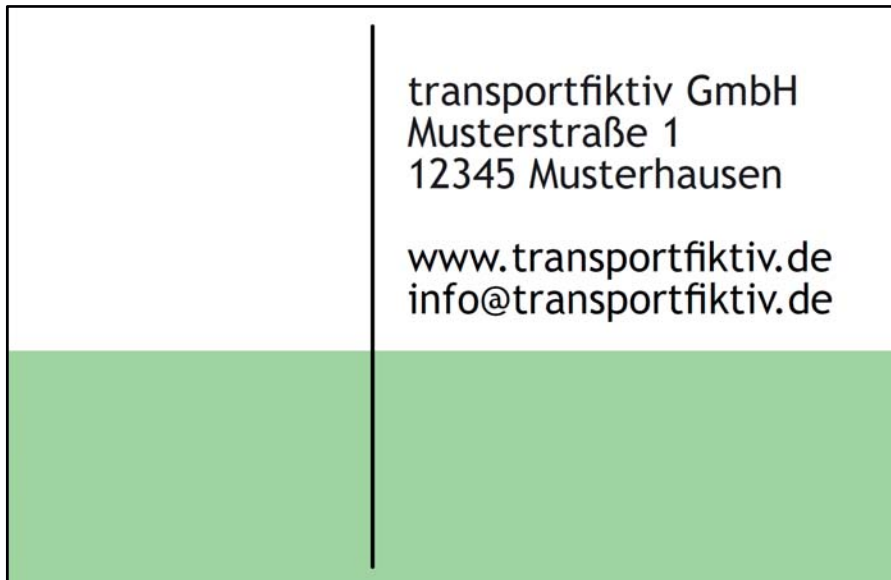 transportfiktiv GmbH
Musterstraße 1
12345 Musterhausen
www.transportfiktiv.de
info@transportfiktiv.de